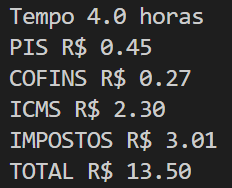 Tempo 4.0 horas
PIS R$ 0.45
COFINS R$ 0.27
ICMS R$ 2.30
IMPOSTOS R$ 3.01
TOTAL R$ 13.50